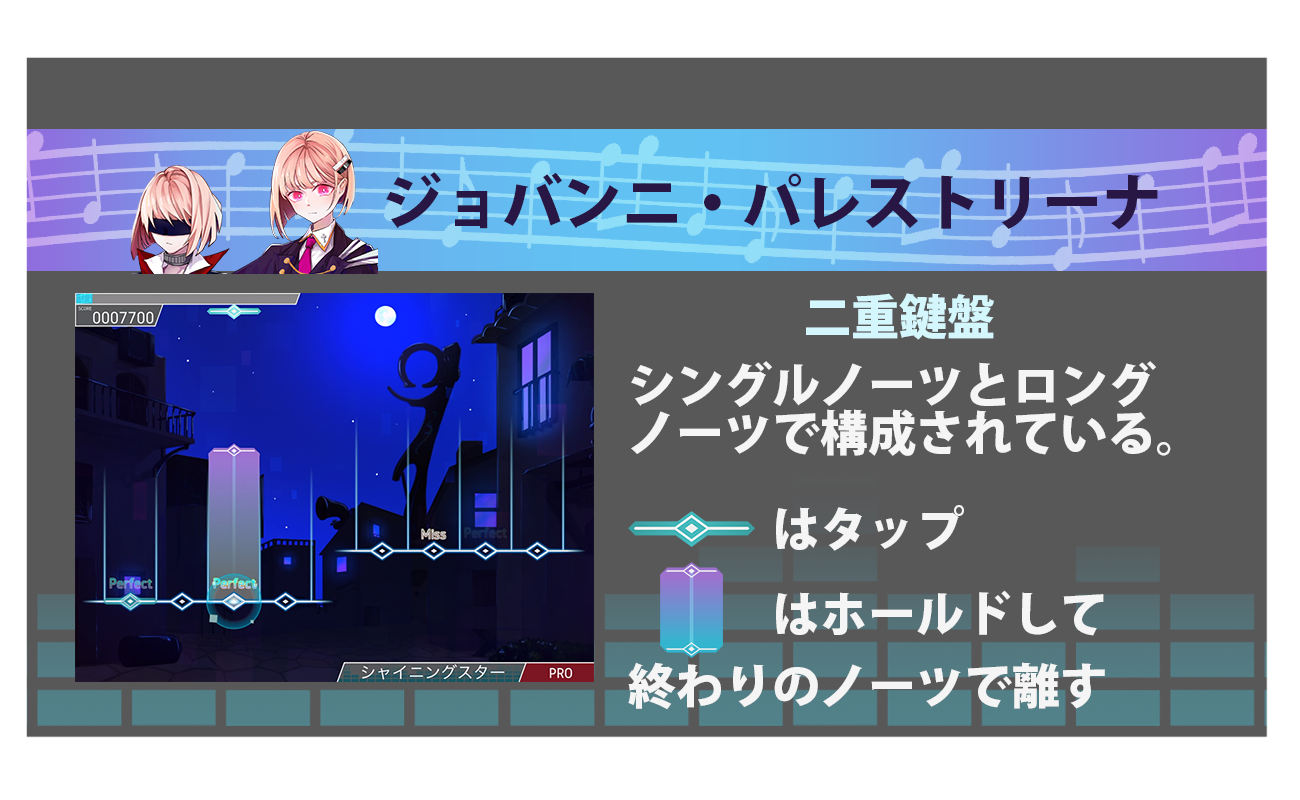 ジョバンニ・パレストリーナ
SCORE
0007700
Miss
Perfect
Perfect
Perfect
シャイニングスター
PRO
二重鍵盤
シングルノーツとロング
ノーツで構成されている。
はタップ
はホールドして
終わりのノーツで離す